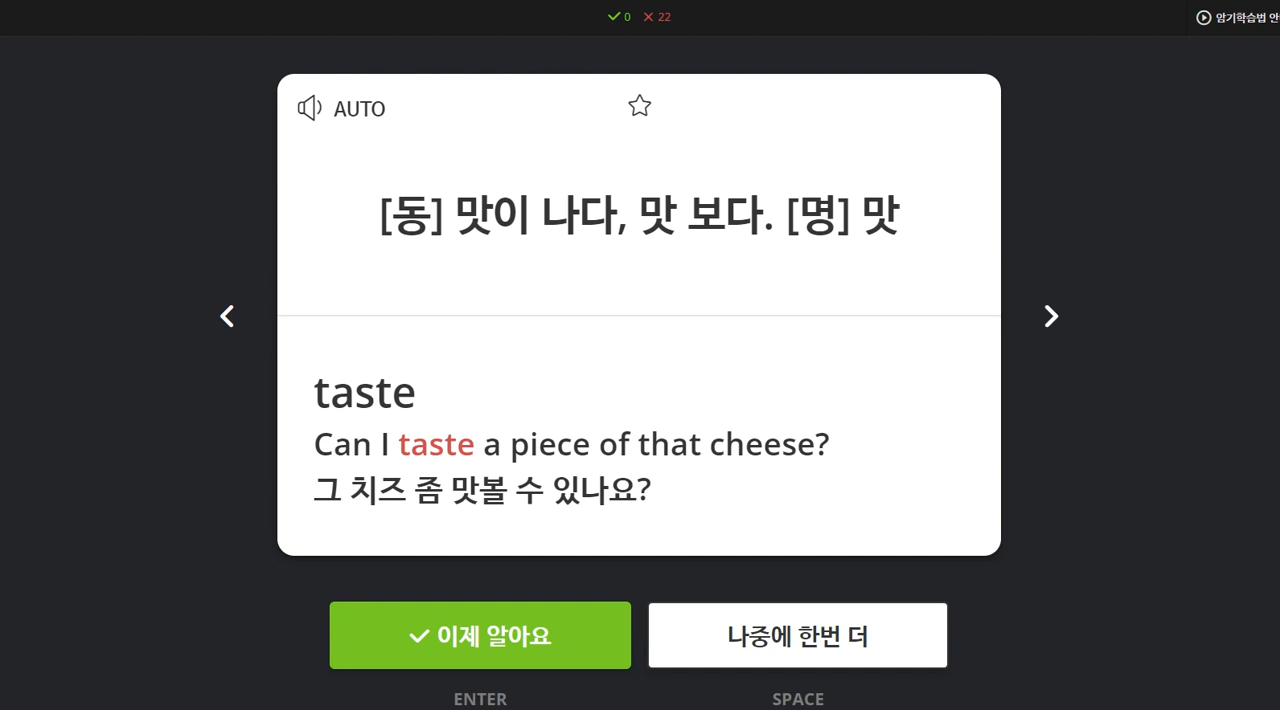 0 22
암기학습법 안
AUTO
[동] 맛이 나다, 맛 보다. [명] 맛
taste
Can I taste a piece of that cheese?
그 치즈 좀 맛볼 수 있나요?
이제 알아요
나중에 한번 더
ENTER
SPACE